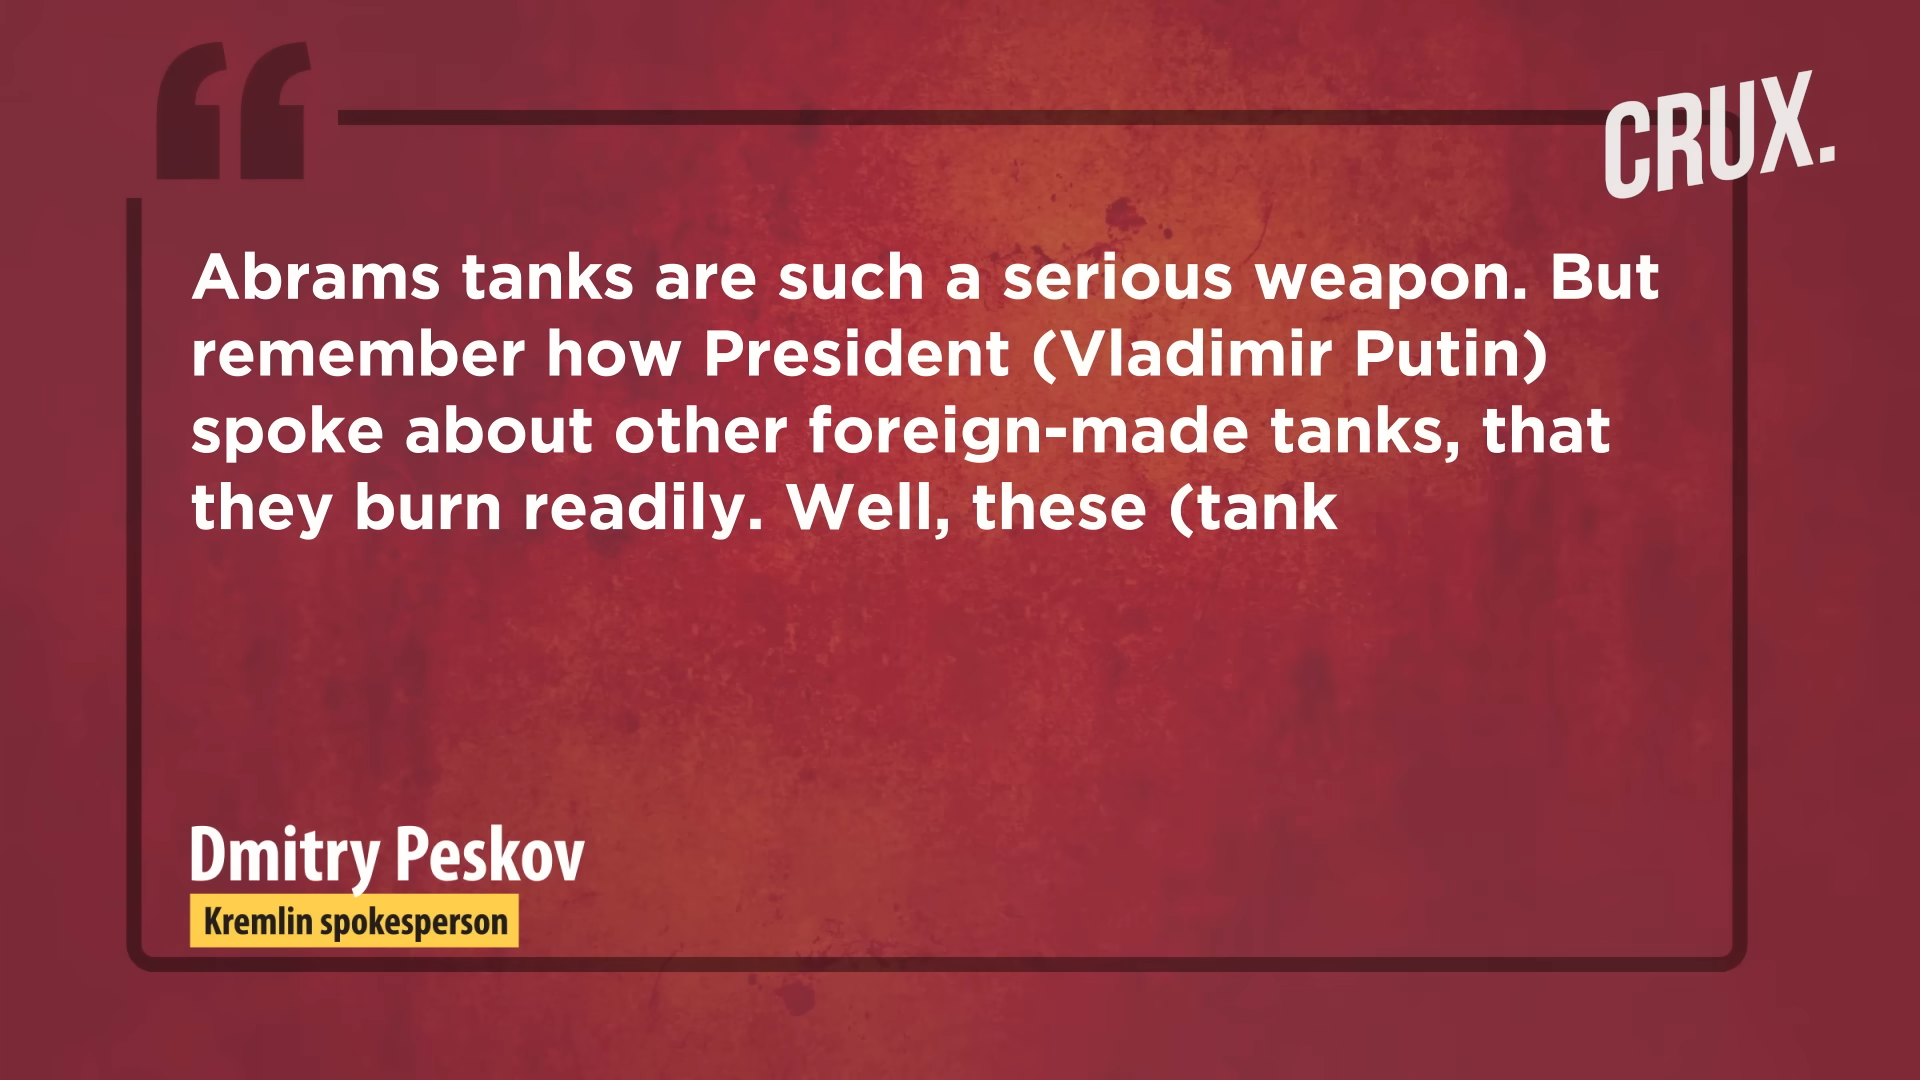 CRUX.
Abrams tanks are such a serious weapon. But
remember how President (Vladimir Putin)
spoke about other foreign-made tanks, that
they burn readily. Well, these (tank
Dmitry Peskov
Kremlin spokesperson